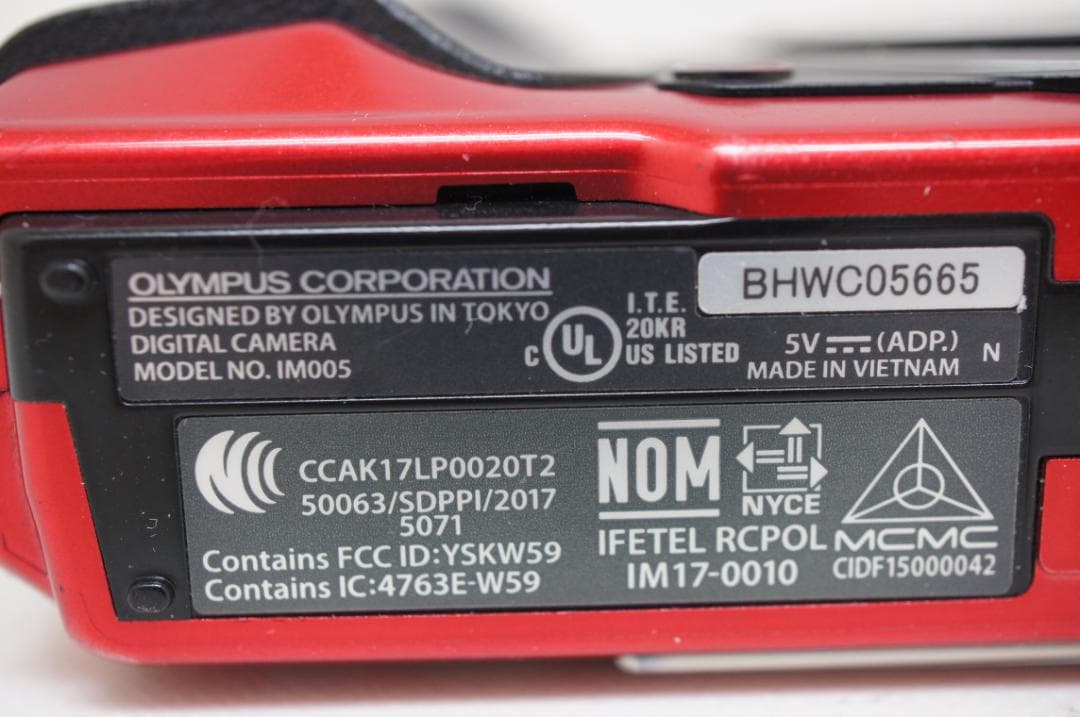 OLYMPUS CORPORATION
DESIGNED BY OLYMPUS IN TOKYO
DIGITAL CAMERA
MODEL NO. IM005
C UL
I.T.E.
20KR
US LISTED
BHWC05665
5V (ADP.)
MADE IN VIETNAM
N
CCAK17LP0020T2
50063/SDPPI/2017
5071
Contains FCC ID:YSKW59
Contains IC:4763E-W59
NOM
NYCE
IFETEL RCPOL
IM17-0010
MCMC
CIDF15000042